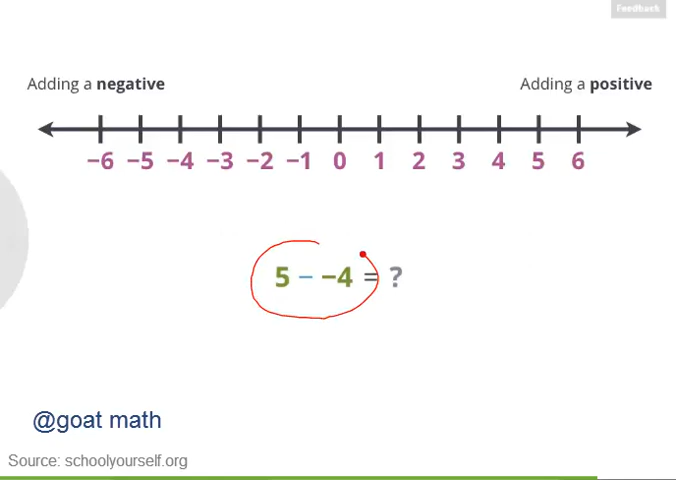 Feedback
Adding a negative Adding a positive
−6 −5 −4 −3 −2 −1 0 1 2 3 4 5 6
5 − −4 = ?
@goat math
Source: schoolyourself.org